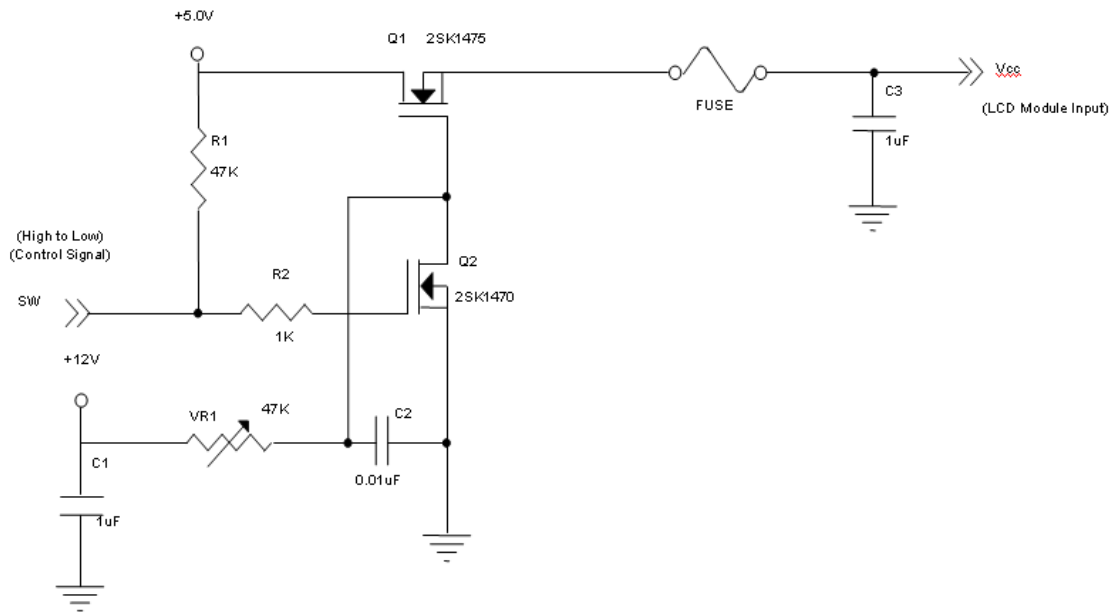 +5.0V
Q1 2SK1475
Vcc
C3
FUSE
(LCD Module Input)
R1
1uF
47K
(High to Low)
(Control Signal)
Q2
R2
2SK1470
SW
1K
+12V
47K
VR1
C2
C1
0.01uF
1uF